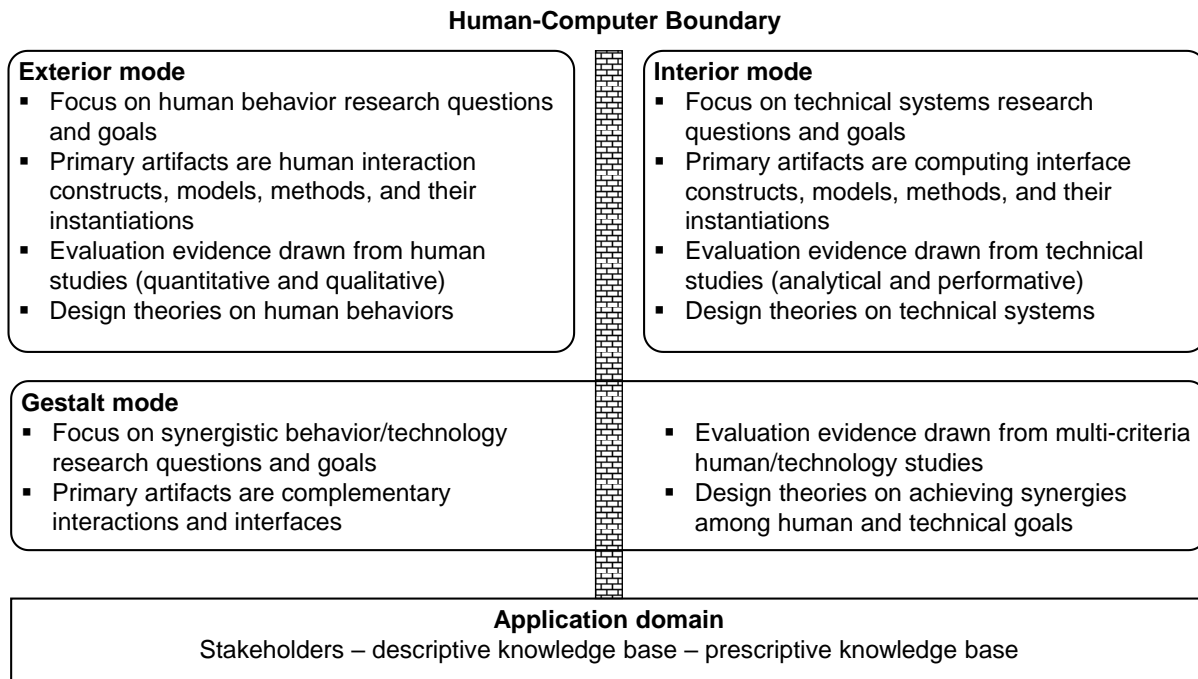 Human-Computer Boundary
Exterior mode
▪ Focus on human behavior research questions
and goals
▪ Primary artifacts are human interaction
constructs, models, methods, and their
instantiations
▪ Evaluation evidence drawn from human
studies (quantitative and qualitative)
▪ Design theories on human behaviors
Interior mode
▪ Focus on technical systems research
questions and goals
▪ Primary artifacts are computing interface
constructs, models, methods, and their
instantiations
▪ Evaluation evidence drawn from technical
studies (analytical and performative)
▪ Design theories on technical systems
Gestalt mode
▪ Focus on synergistic behavior/technology
research questions and goals
▪ Primary artifacts are complementary
interactions and interfaces
▪ Evaluation evidence drawn from multi-criteria
human/technology studies
▪ Design theories on achieving synergies
among human and technical goals
Application domain
Stakeholders – descriptive knowledge base – prescriptive knowledge base